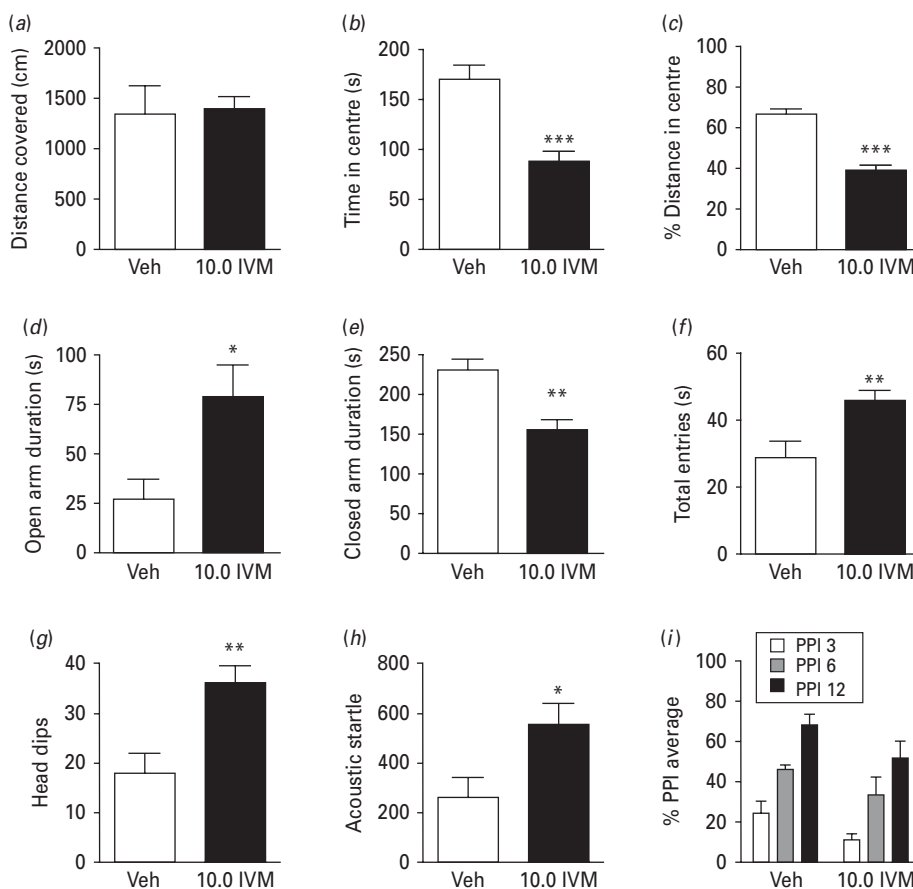 (a)
2000
1500
1000
500
0
Distance covered (cm)
Veh 10.0 IVM
(b)
200
150
100
50
0
Time in centre (s)
***
Veh 10.0 IVM
(c)
100
80
60
40
20
0
% Distance in centre
***
Veh 10.0 IVM
(d)
100
75
50
25
0
Open arm duration (s)
*
Veh 10.0 IVM
(e)
250
200
150
100
50
0
Closed arm duration (s)
**
Veh 10.0 IVM
(f)
60
40
20
0
Total entries (s)
**
Veh 10.0 IVM
(g)
40
30
20
10
0
Head dips
**
Veh 10.0 IVM
(h)
800
600
400
200
0
Acoustic startle
*
Veh 10.0 IVM
(i)
PPI 3
PPI 6
PPI 12
100
80
60
40
20
0
% PPI average
Veh 10.0 IVM